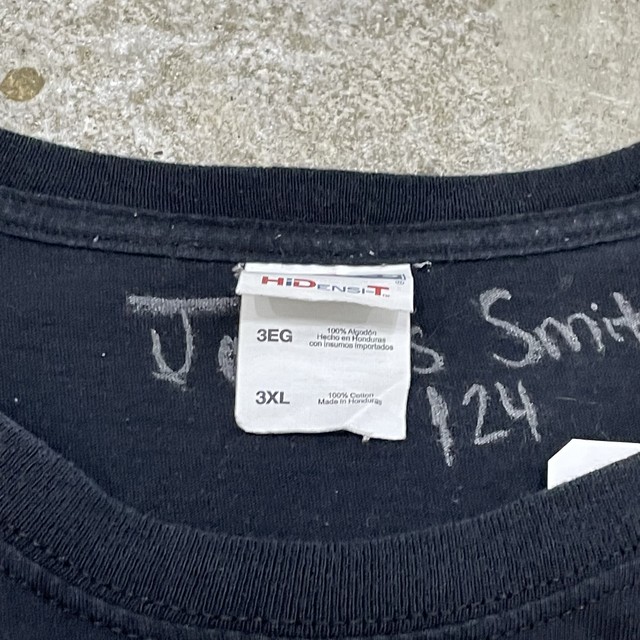 HiDENSI-T
3EG
100% Algodón
Hecho en Honduras
con insumos importados
3XL
100% Cotton
Made in Honduras
Smit
124